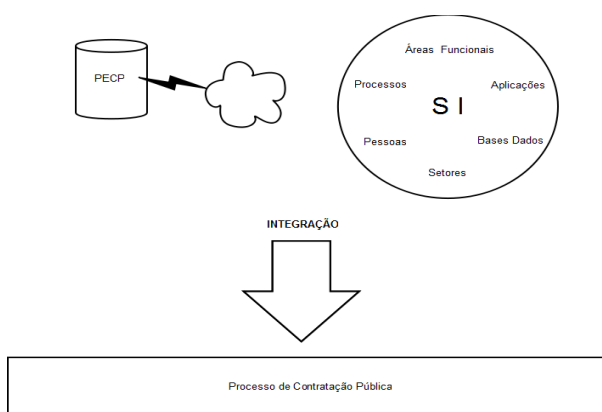 Áreas Funcionais
PECP
Processos
Aplicações
S I
Pessoas
Bases Dados
Setores
INTEGRAÇÃO
Processo de Contratação Pública